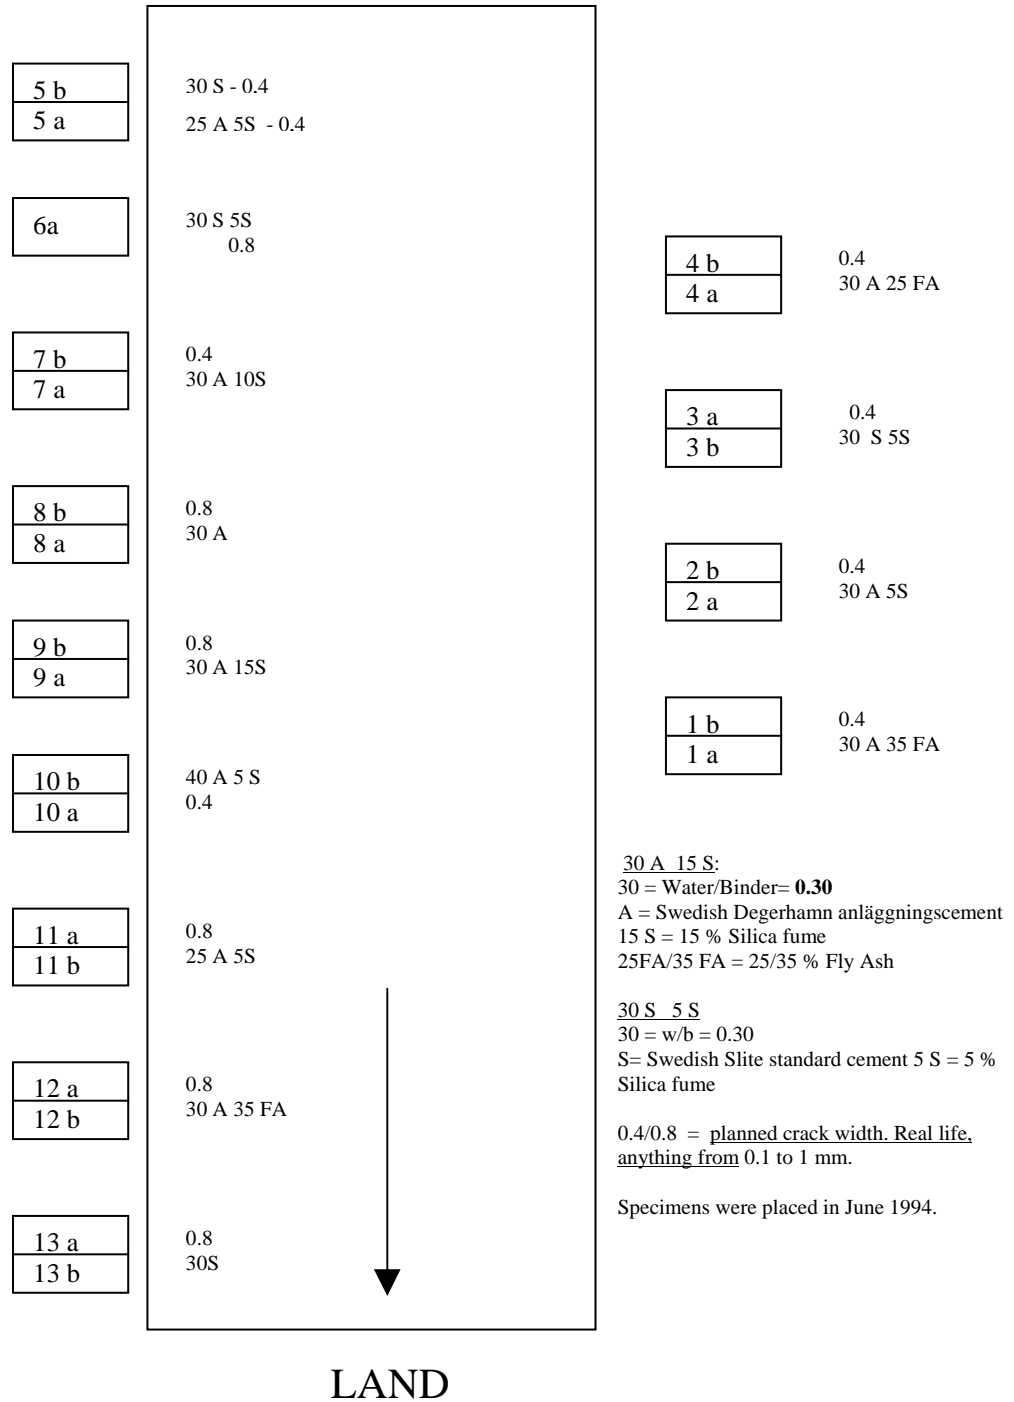 5 b
5 a
30 S - 0.4
25 A 5S - 0.4
6a
30 S 5S
0.8
7 b
7 a
0.4
30 A 10S
8 b
8 a
0.8
30 A
9 b
9 a
0.8
30 A 15S
10 b
10 a
40 A 5 S
0.4
11 a
11 b
0.8
25 A 5S
12 a
12 b
0.8
30 A 35 FA
13 a
13 b
0.8
30S
4 b
4 a
0.4
30 A 25 FA
3 a
3 b
0.4
30 S 5S
2 b
2 a
0.4
30 A 5S
1 b
1 a
0.4
30 A 35 FA
30 A 15 S:
30 = Water/Binder= 0.30
A = Swedish Degerhamn anläggningscement
15 S = 15 % Silica fume
25FA/35 FA = 25/35 % Fly Ash
30 S 5 S
30 = w/b = 0.30
S= Swedish Slite standard cement 5 S = 5 %
Silica fume
0.4/0.8 = planned crack width. Real life,
anything from 0.1 to 1 mm.
Specimens were placed in June 1994.
LAND